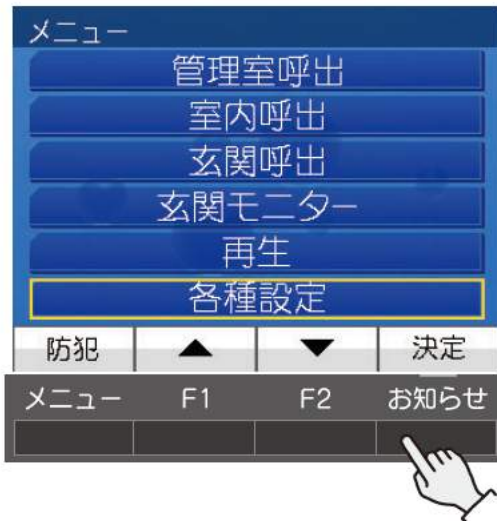 メニュー
管理室呼出
室内呼出
玄関呼出
玄関モニター
再生
各種設定
防犯 ▲ ▼ 決定
メニュー F1 F2 お知らせ